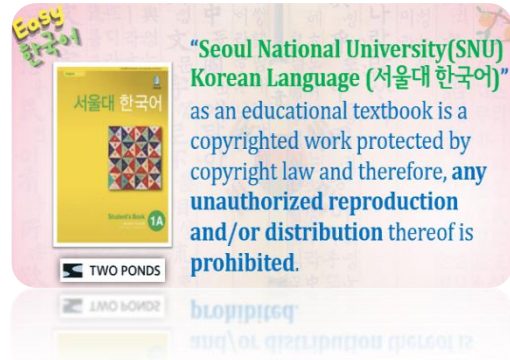 Easy
한국어
서울대 한국어
Student's Book 1A
TWO PONDS
“Seoul National University(SNU)
Korean Language (서울대 한국어)”
as an educational textbook is a
copyrighted work protected by
copyright law and therefore, any
unauthorized reproduction
and/or distribution thereof is
prohibited.